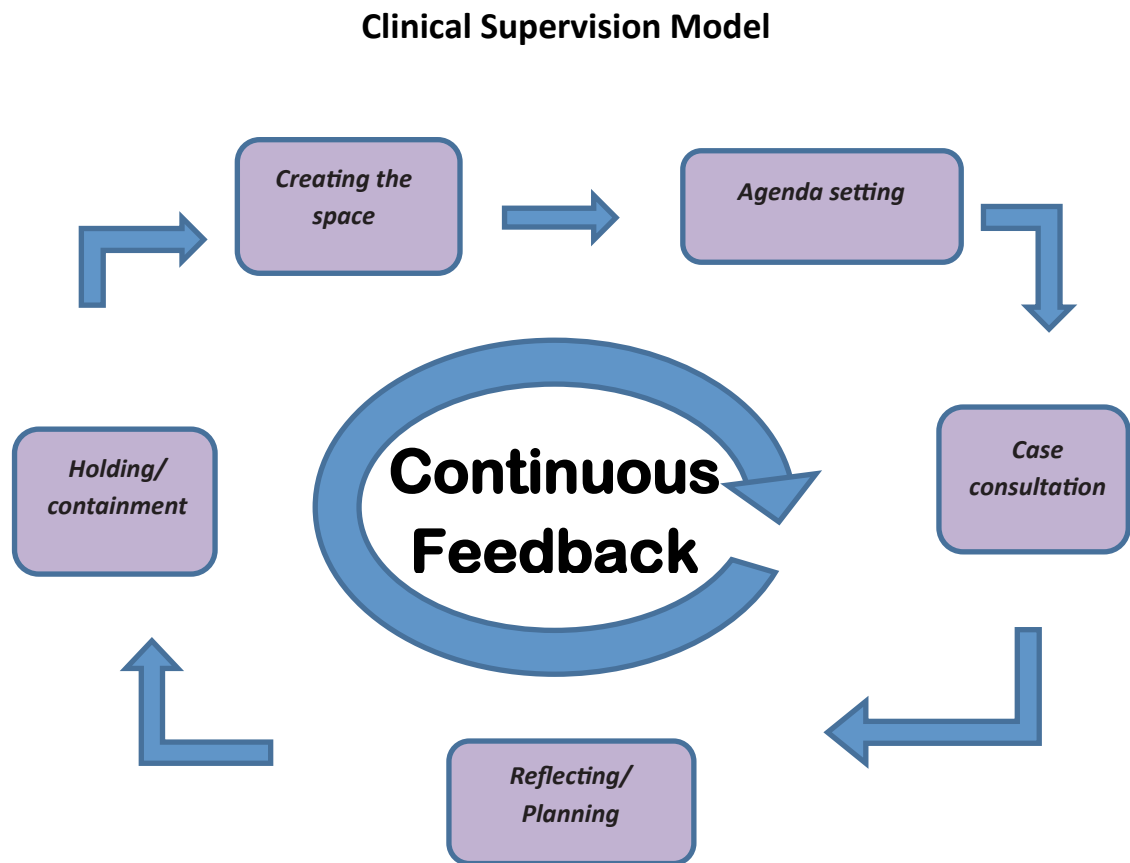 Clinical Supervision Model
Creating the
space
Agenda setting
Case
consultation
Reflecting/
Planning
Holding/
containment
Continuous
Feedback